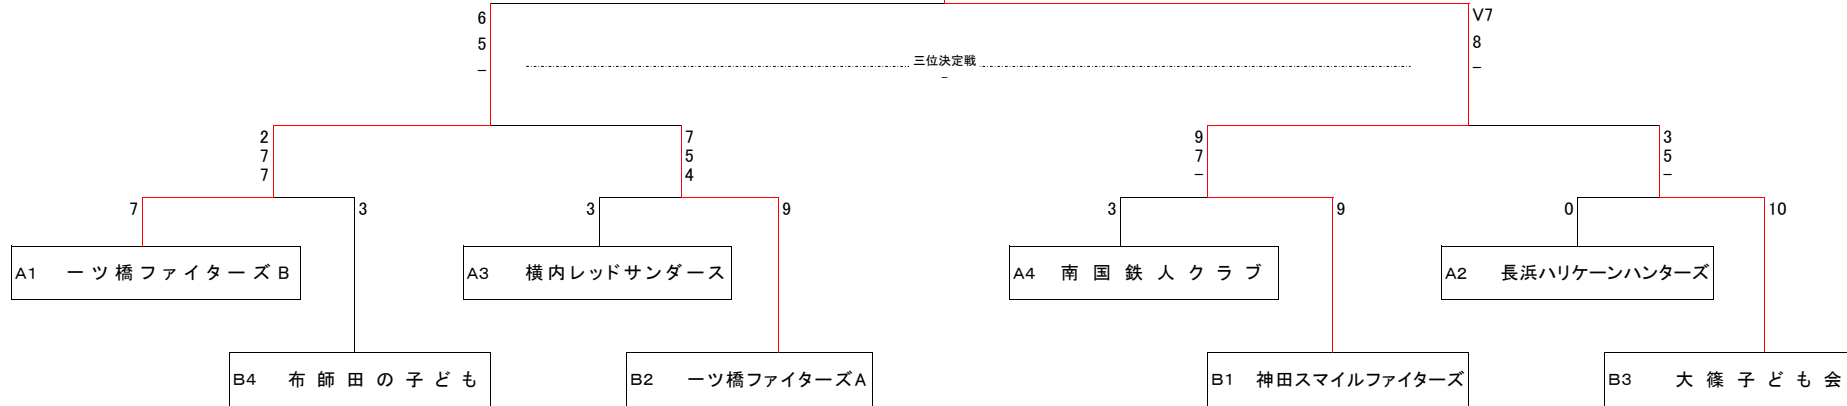 6 V7
5 8
三位決定戦
– – –
2 7 9 3
7 5 7 5
7 4 – –
7 3 3 9 3 9 0 10
A1 一ツ橋ファイターズB A3 横内レッドサンダース A4 南国鉄人クラブ A2 長浜ハリケーンハンターズ
B4 布師田の子ども B2 一ツ橋ファイターズA B1 神田スマイルファイターズ B3 大篠子ども会